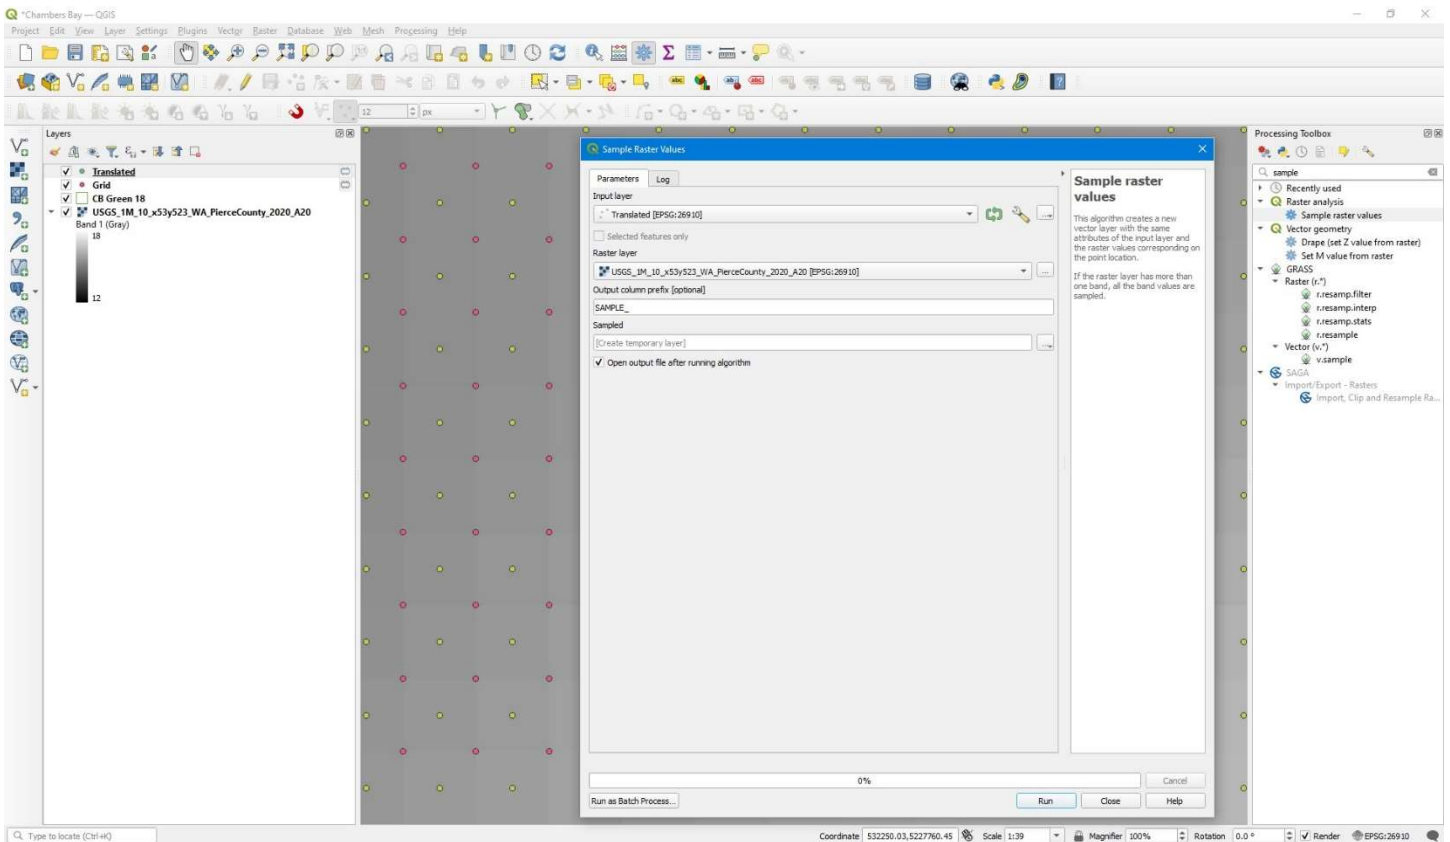 *Chambers Bay — QGIS
Project Edit View Layer Settings Plugins Vector Raster Database Web Mesh Processing Help
12 px
Layers
Translated
Grid
CB Green 18
USGS_1M_10_x53y523_WA_PierceCounty_2020_A20
Band 1 (Gray)
18
12
Sample Raster Values
Parameters Log
Input layer
Translated [EPSG:26910]
Selected features only
Raster layer
USGS_1M_10_x53y523_WA_PierceCounty_2020_A20 [EPSG:26910]
Output column prefix [optional]
SAMPLE_
Sampled
[Create temporary layer]
Open output file after running algorithm
0%
Cancel
Run as Batch Process...
Run Close Help
Sample raster
values
This algorithm creates a new
vector layer with the same
attributes of the input layer and
the raster values corresponding on
the point location.
If the raster layer has more than
one band, all the band values are
sampled.
Processing Toolbox
sample
Recently used
Raster analysis
Sample raster values
Vector geometry
Drape (set Z value from raster)
Set M value from raster
GRASS
Raster (r.*)
r.resamp.filter
r.resamp.interp
r.resamp.stats
r.resample
Vector (v.*)
v.sample
SAGA
Import/Export - Rasters
Import, Clip and Resample Ra...
Type to locate (Ctrl+K)
Coordinate 532250.03,5227760.45 Scale 1:39 Magnifier 100% Rotation 0.0 ° Render EPSG:26910